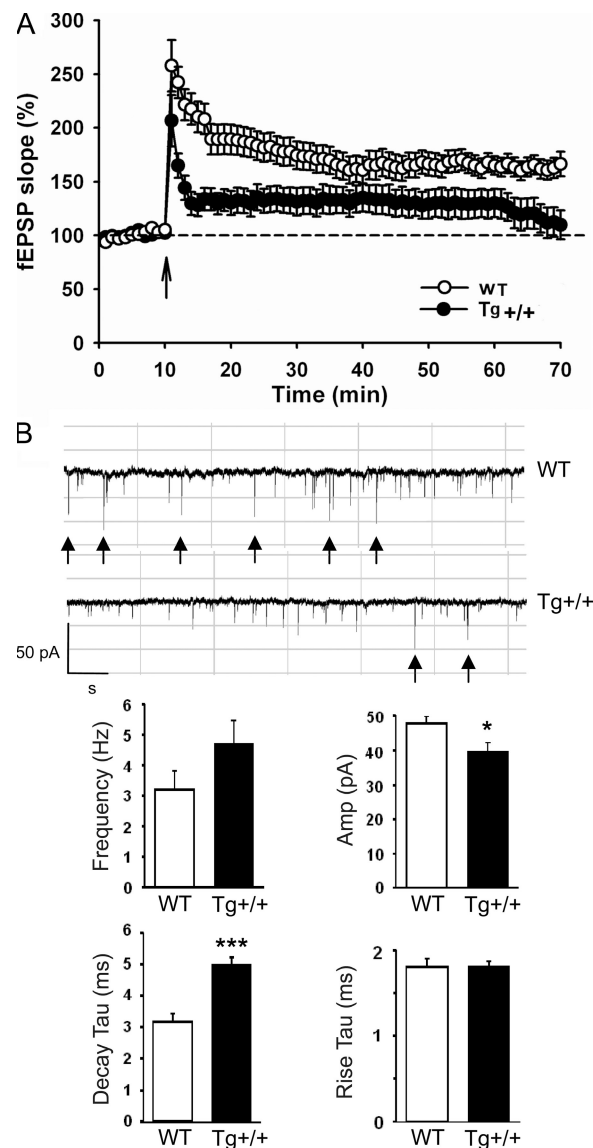 A
fEPSP slope (%)
300
250
200
150
100
50
0
WT
Tg+/+
0 10 20 30 40 50 60 70
Time (min)
B
WT
Tg+/+
50 pA
s
Frequency (Hz)
6
5
4
3
2
1
0
WT Tg+/+
Amp (pA)
50
40
30
20
10
0
*
WT Tg+/+
Decay Tau (ms)
6
5
4
3
2
1
0
***
WT Tg+/+
Rise Tau (ms)
2
1
0
WT Tg+/+